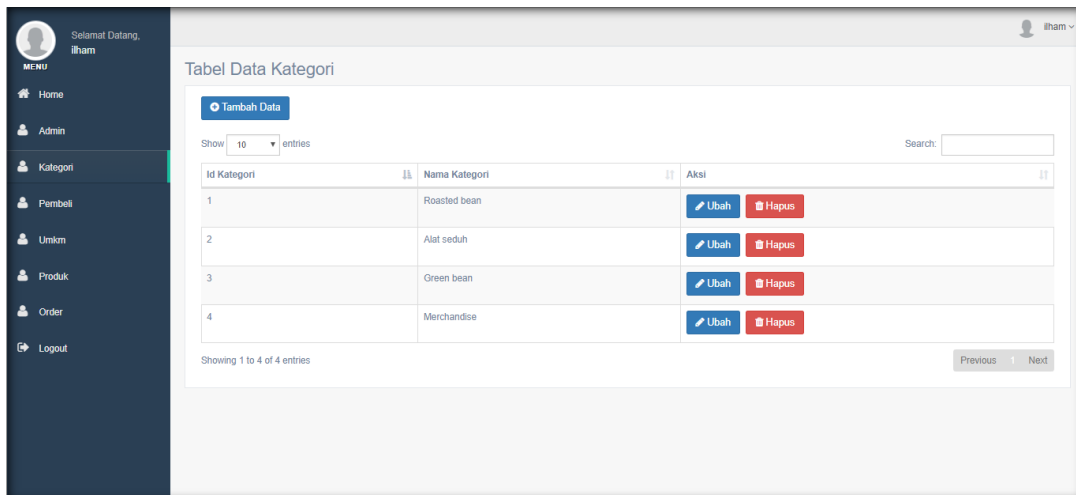 Selamat Datang,
ilham
MENU
Home
Admin
Kategori
Pembeli
Umkm
Produk
Order
Logout
ilham
Tabel Data Kategori
Tambah Data
Show 10 entries
Search:
Id Kategori Nama Kategori Aksi
1 Roasted bean Ubah Hapus
2 Alat seduh Ubah Hapus
3 Green bean Ubah Hapus
4 Merchandise Ubah Hapus
Showing 1 to 4 of 4 entries
Previous 1 Next